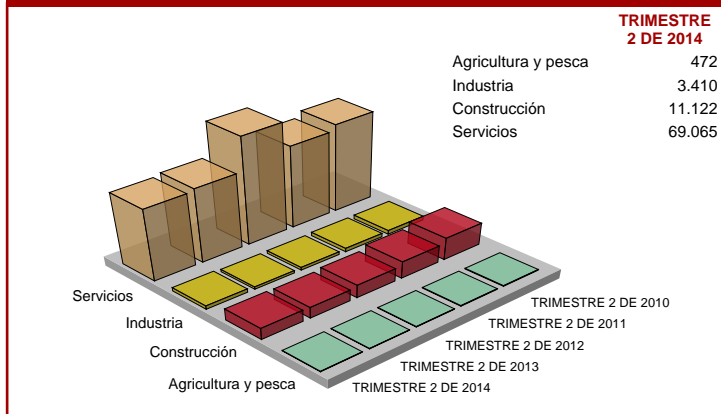 TRIMESTRE
2 DE 2014
Agricultura y pesca 472
Industria 3.410
Construcción 11.122
Servicios 69.065
Servicios
Industria
Construcción
Agricultura y pesca
TRIMESTRE 2 DE 2010
TRIMESTRE 2 DE 2011
TRIMESTRE 2 DE 2012
TRIMESTRE 2 DE 2013
TRIMESTRE 2 DE 2014